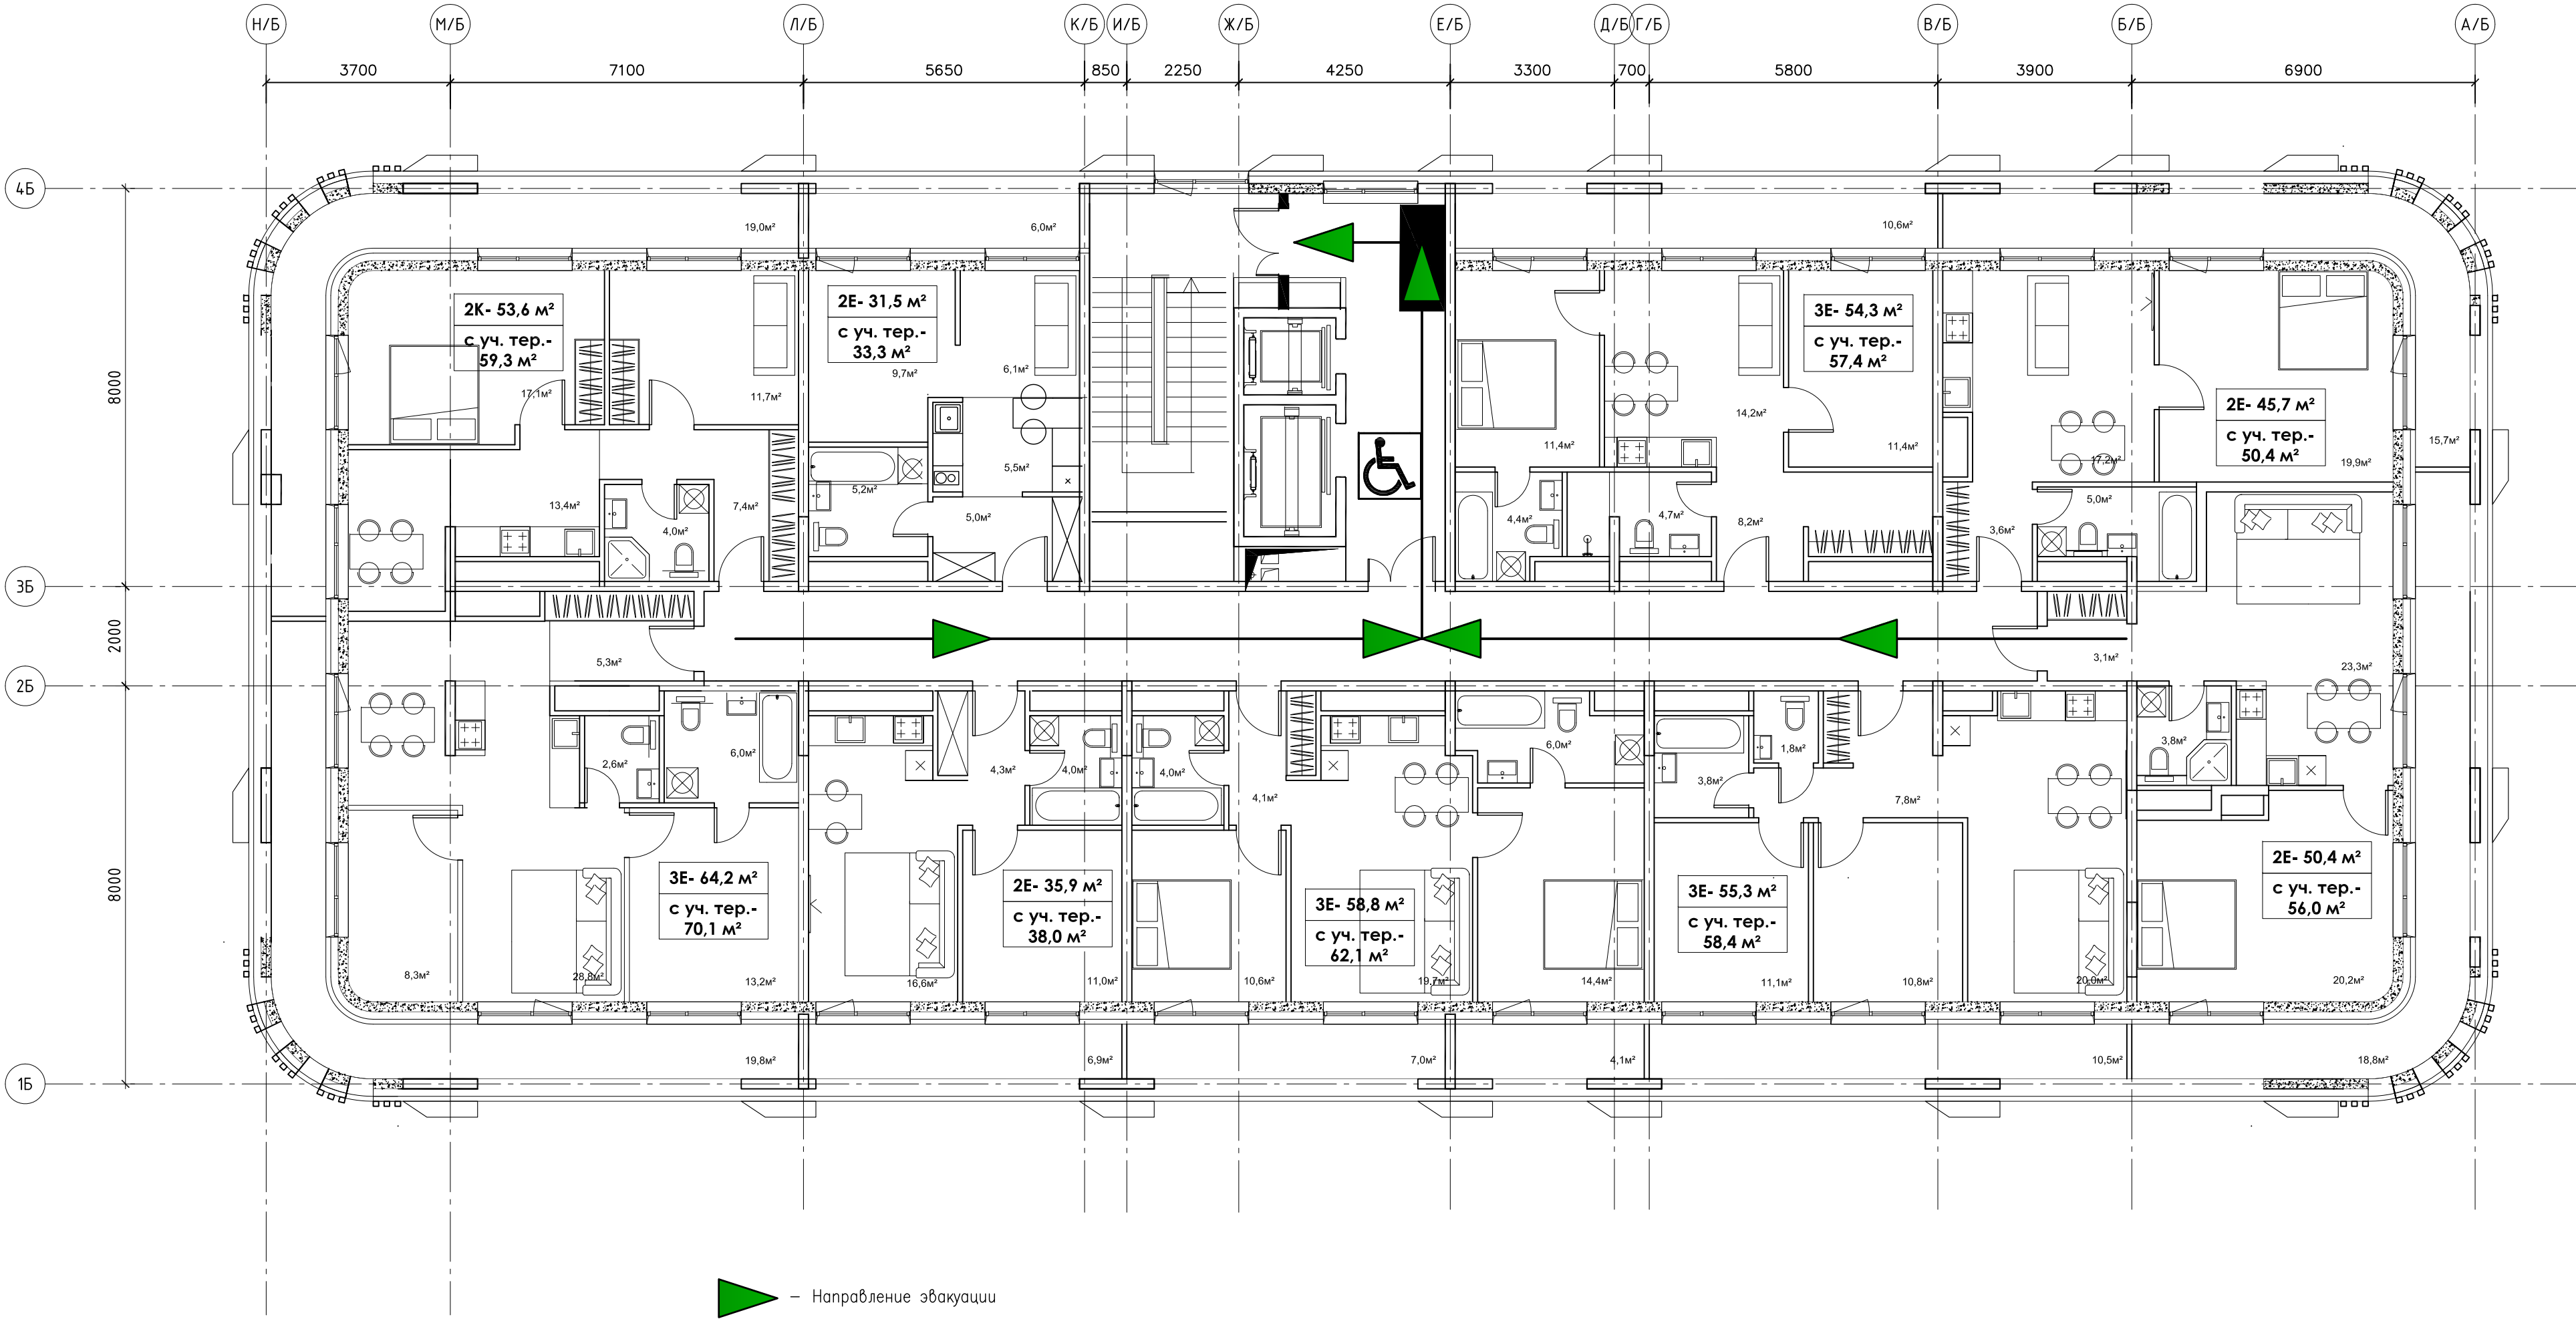 Н/Б М/Б Л/Б К/Б И/Б Ж/Б Е/Б Д/Б Г/Б В/Б Б/Б А/Б
3700 7100 5650 850 2250 4250 3300 700 5800 3900 6900
4Б
19,0м² 6,0м² 10,6м²
2К- 53,6 м²
с уч. тер.-
59,3 м²
2Е- 31,5 м²
с уч. тер.-
33,3 м²
3Е- 54,3 м²
с уч. тер.-
57,4 м²
2Е- 45,7 м²
с уч. тер.-
50,4 м²
8000
17,1м² 11,7м² 9,7м² 6,1м²
14,2м² 11,4м² 11,4м² 17,2м² 19,9м² 15,7м²
13,4м² 4,0м² 7,4м² 5,2м² 5,0м² 5,5м²
4,4м² 4,7м² 8,2м² 3,6м² 5,0м²
3Б
2000
5,3м² 3,1м² 23,3м²
2Б
2,6м² 6,0м² 4,3м² 4,0м² 4,0м² 4,1м² 6,0м² 3,8м² 1,8м² 7,8м² 3,8м²
8000
3Е- 64,2 м²
с уч. тер.-
70,1 м²
2Е- 35,9 м²
с уч. тер.-
38,0 м²
3Е- 58,8 м²
с уч. тер.-
62,1 м²
3Е- 55,3 м²
с уч. тер.-
58,4 м²
2Е- 50,4 м²
с уч. тер.-
56,0 м²
8,3м² 28,8м² 13,2м² 16,6м² 11,0м² 10,6м² 19,7м² 14,4м² 11,1м² 10,8м² 20,0м² 20,2м²
19,8м² 6,9м² 7,0м² 4,1м² 10,5м² 18,8м²
1Б
– Направление эвакуации